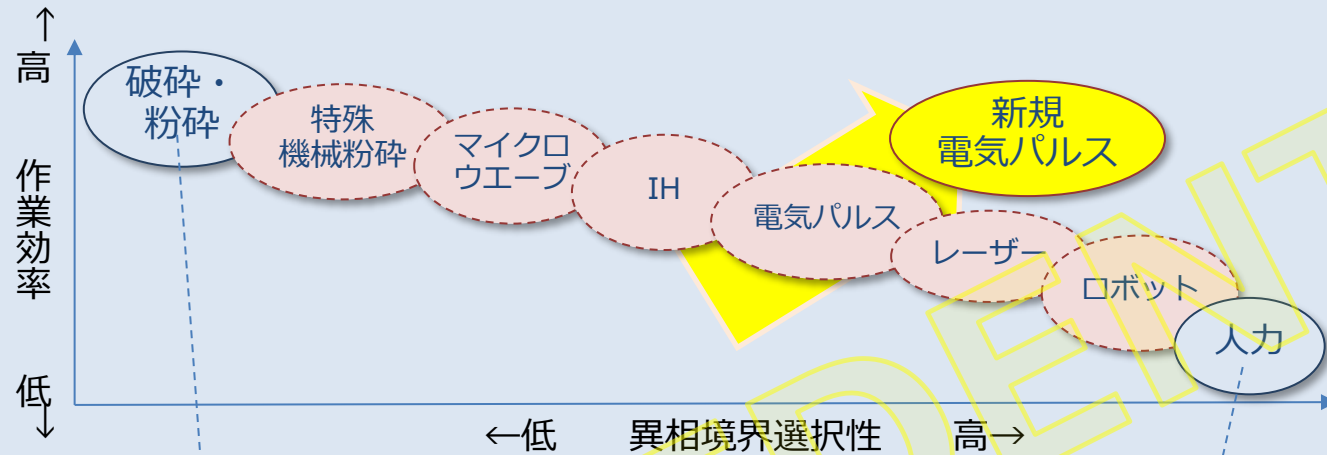 ↑
高
作業効率
低
↓
破砕・
粉砕
特殊
機械粉砕
マイクロ
ウエーブ
IH
電気パルス
新規
電気パルス
レーザー
ロボット
人力
←低 異相境界選択性 高→